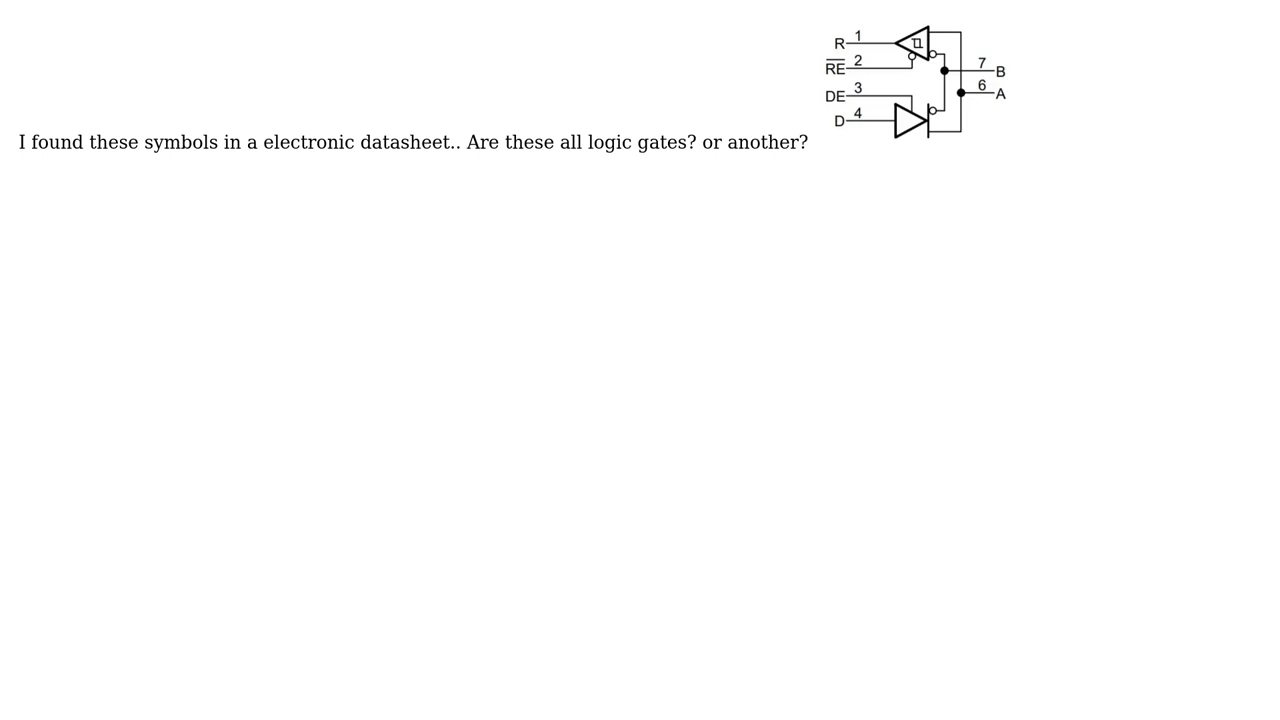 R 1
RE 2
DE 3
D 4
7 B
6 A
I found these symbols in a electronic datasheet.. Are these all logic gates? or another?